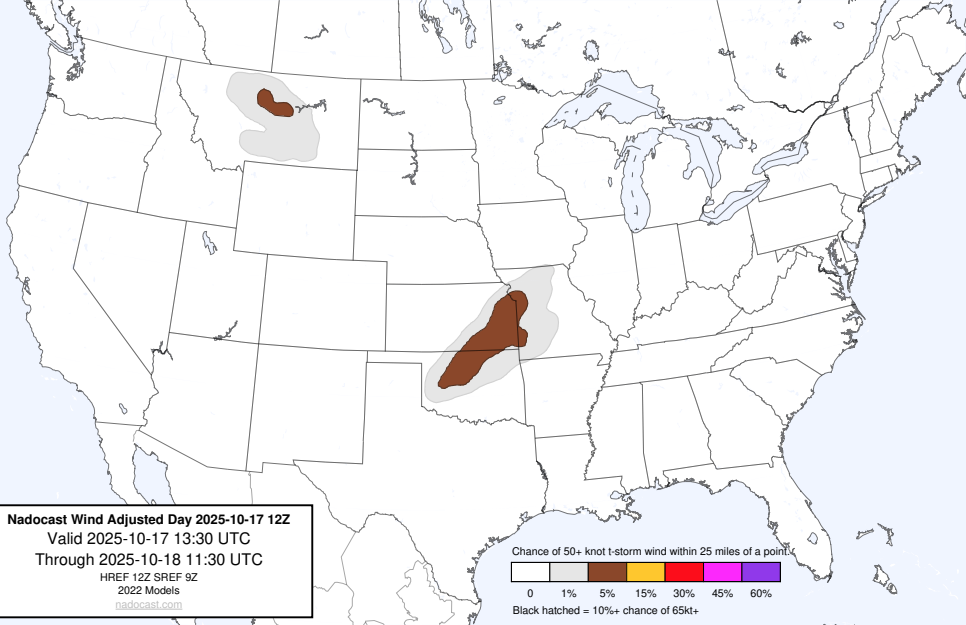 Nadocast Wind Adjusted Day 2025-10-17 12Z
Valid 2025-10-17 13:30 UTC
Through 2025-10-18 11:30 UTC
HREF 12Z SREF 9Z
2022 Models
nadocast.com
Chance of 50+ knot t-storm wind within 25 miles of a point.
0 1% 5% 15% 30% 45% 60%
Black hatched = 10%+ chance of 65kt+